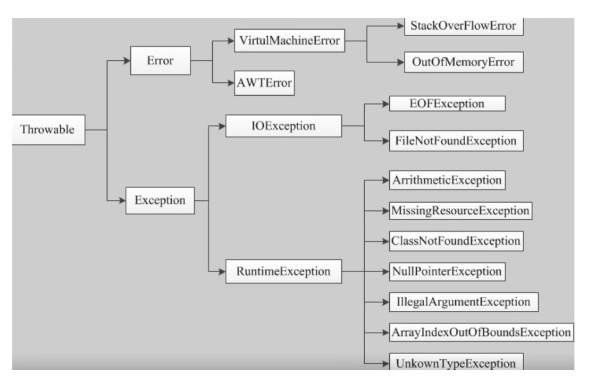 StackOverFlowError
VirtulMachineError
Error
OutOfMemoryError
AWTError
EOFException
IOException
Throwable
FileNotFoundException
ArrithmeticException
Exception
MissingResourceException
ClassNotFoundException
RuntimeException
NullPointerException
IllegalArgumentException
ArrayIndexOutOfBoundsException
UnkownTypeException